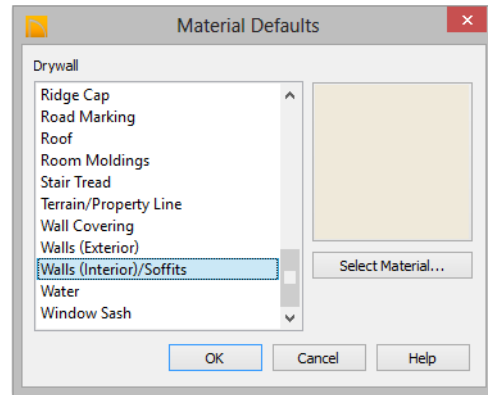 Material Defaults
Drywall
Ridge Cap
Road Marking
Roof
Room Moldings
Stair Tread
Terrain/Property Line
Wall Covering
Walls (Exterior)
Walls (Interior)/Soffits
Water
Window Sash
Select Material...
OK
Cancel
Help